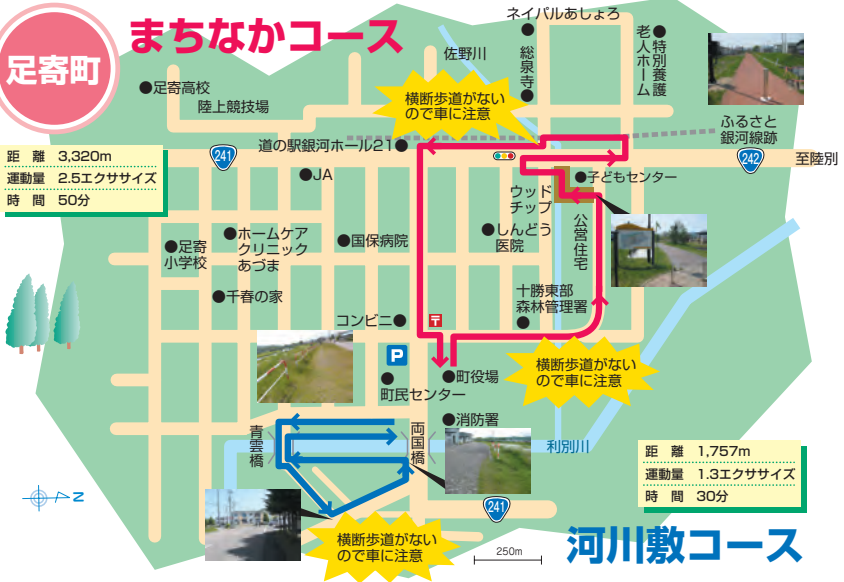 足寄町
まちなかコース
ネイパルあしょろ
佐野川
総泉寺
特別養護
老人ホーム
足寄高校
陸上競技場
横断歩道がない
ので車に注意
ふるさと
銀河線跡
距 離 3,320m
運動量 2.5エクササイズ
時 間 50分
241
道の駅銀河ホール21
242
至陸別
JA
子どもセンター
ウッド
チップ
公営住宅
足寄
小学校
ホームケア
クリニック
あづま
国保病院
しんどう
医院
千春の家
十勝東部
森林管理署
コンビニ
〒
P
町役場
横断歩道がない
ので車に注意
町民センター
消防署
青雲橋
両国橋
利別川
距 離 1,757m
運動量 1.3エクササイズ
時 間 30分
N
241
横断歩道がない
ので車に注意
250m
河川敷コース